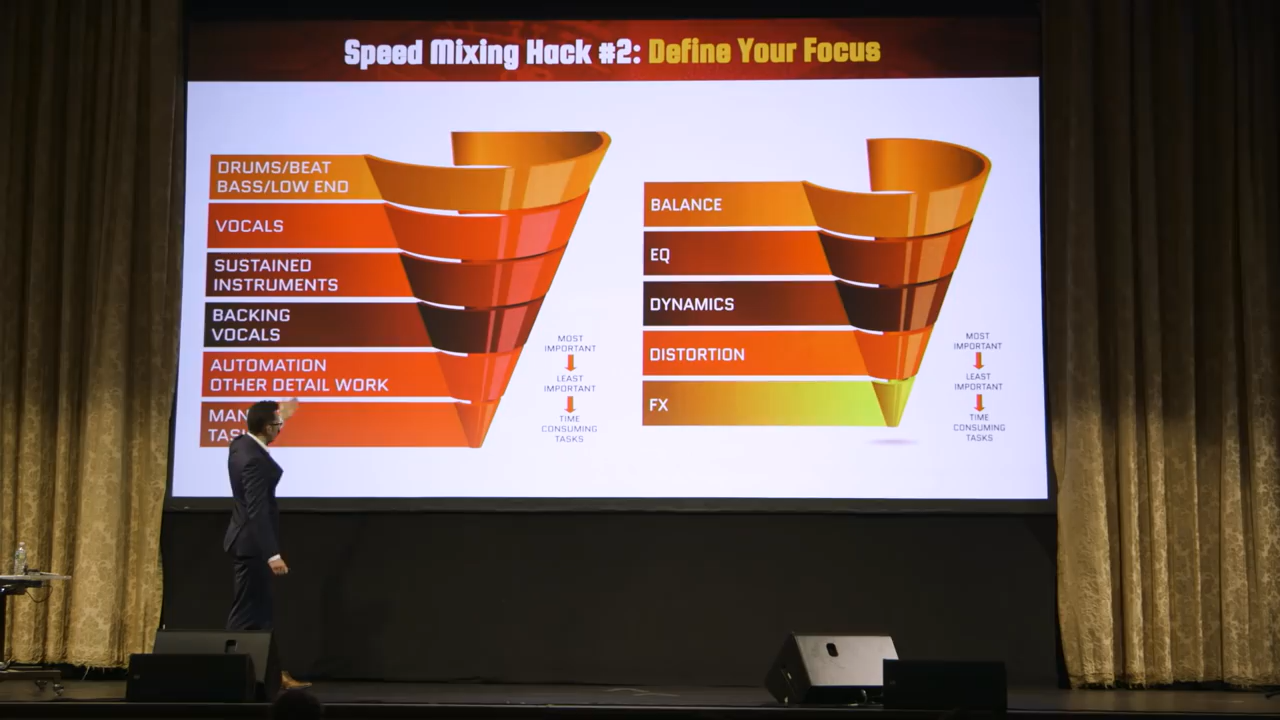 Speed Mixing Hack #2: Define Your Focus
DRUMS/BEAT
BASS/LOW END
VOCALS
SUSTAINED
INSTRUMENTS
BACKING
VOCALS
AUTOMATION
OTHER DETAIL WORK
MOST
IMPORTANT
LEAST
IMPORTANT
TIME
CONSUMING
TASKS
BALANCE
EQ
DYNAMICS
DISTORTION
FX
MOST
IMPORTANT
LEAST
IMPORTANT
TIME
CONSUMING
TASKS